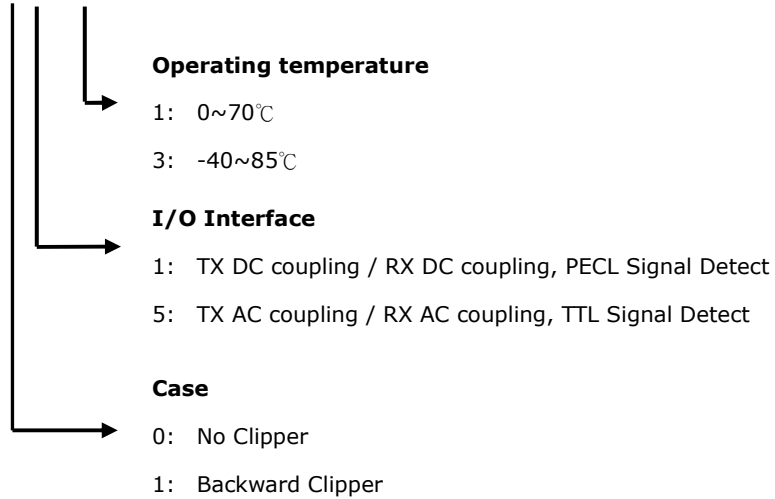 Operating temperature
1: 0~70℃
3: -40~85℃
I/O Interface
1: TX DC coupling / RX DC coupling, PECL Signal Detect
5: TX AC coupling / RX AC coupling, TTL Signal Detect
Case
0: No Clipper
1: Backward Clipper